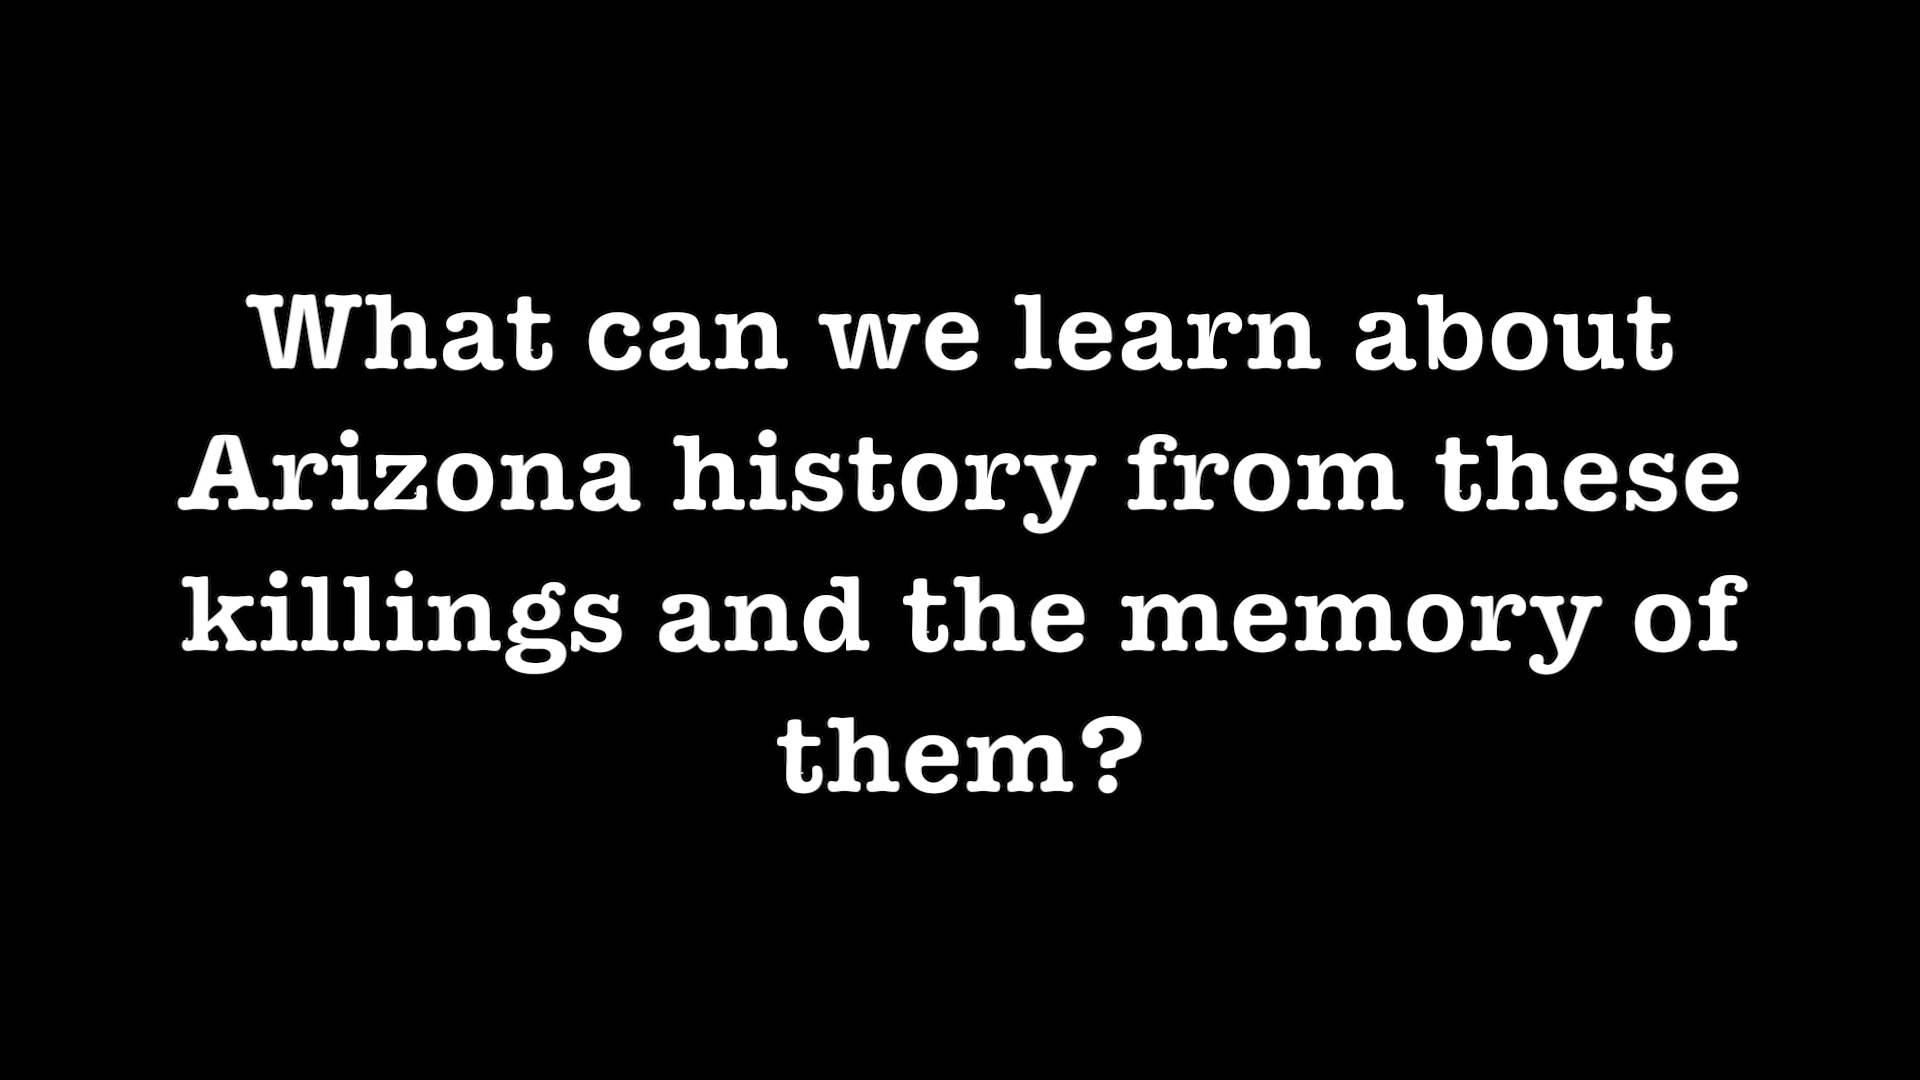 What can we learn about
Arizona history from these
killings and the memory of
them?